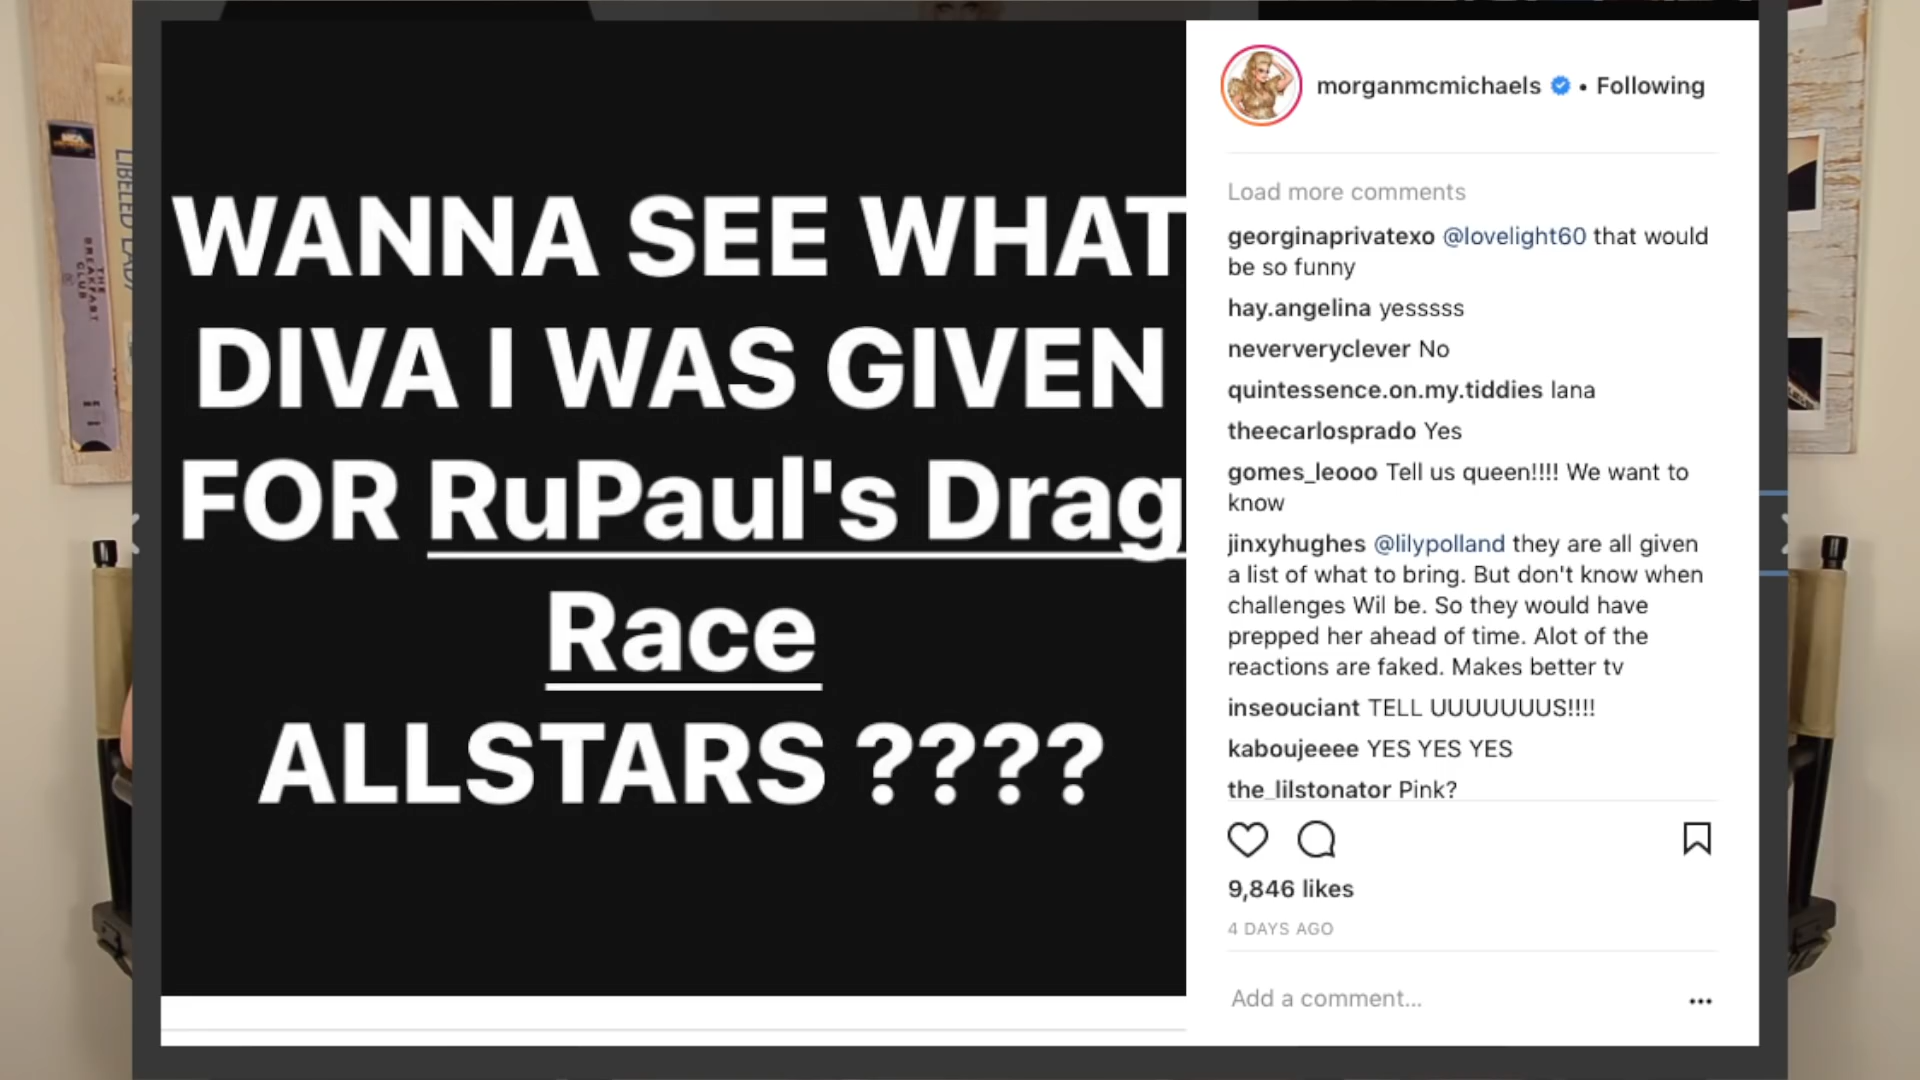 WANNA SEE WHAT
DIVA I WAS GIVEN
FOR RuPaul's Drag
Race
ALLSTARS ????
morganmcmichaels • Following
Load more comments
georginaprivatexo @lovelight60 that would
be so funny
hay.angelina yesssss
neververyclever No
quintessence.on.my.tiddies lana
theecarlosprado Yes
gomes_leooo Tell us queen!!!! We want to
know
jinxyhughes @lilypolland they are all given
a list of what to bring. But don't know when
challenges Wil be. So they would have
prepped her ahead of time. Alot of the
reactions are faked. Makes better tv
inseouciant TELL UUUUUUUS!!!!
kaboujeeee YES YES YES
the_lilstonator Pink?
9,846 likes
4 DAYS AGO
Add a comment...
THE
BREAKFAST
CLUB
LIBELED LADY